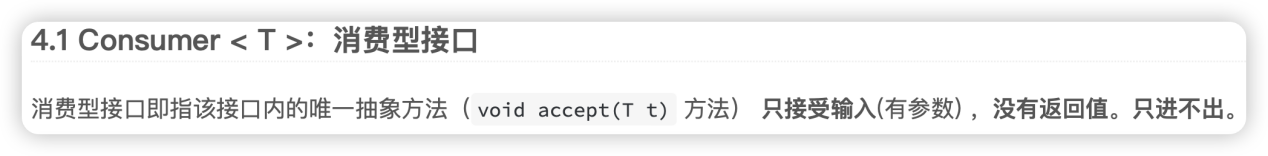 4.1 Consumer < T >：消费型接口
消费型接口即指该接口内的唯一抽象方法（void accept(T t) 方法） 只接受输入(有参数) ，没有返回值。只进不出。